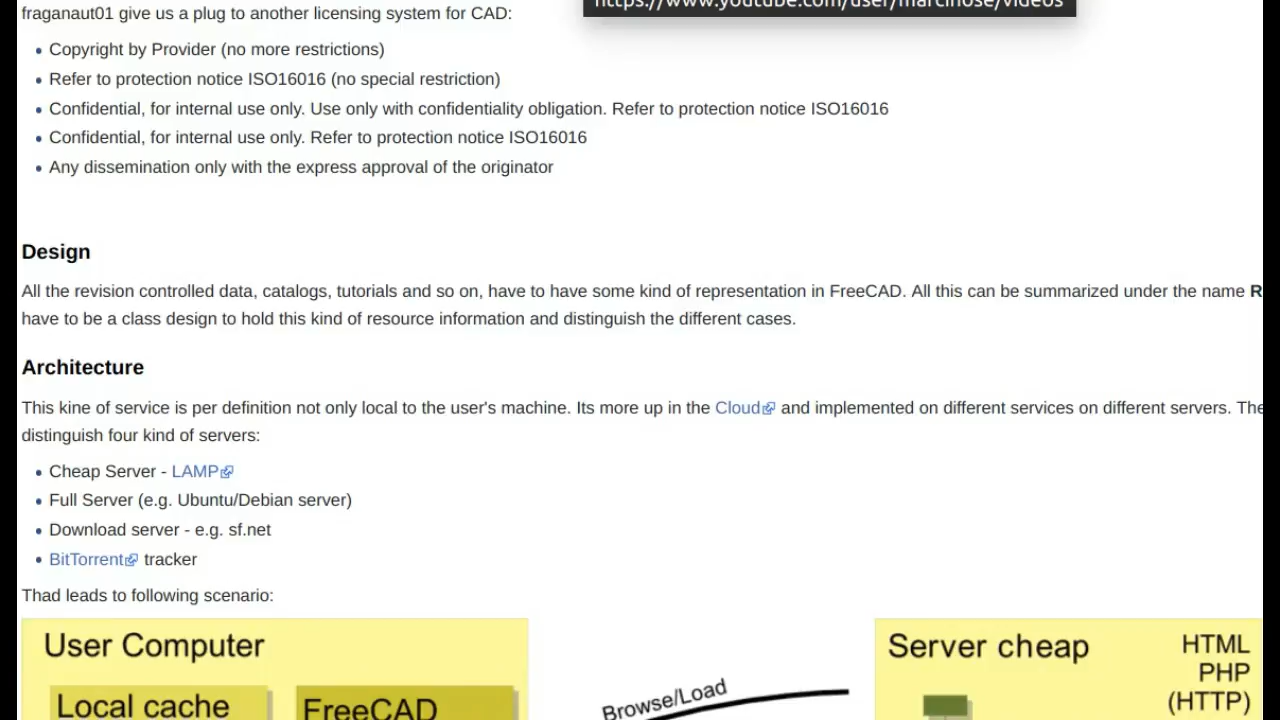 https://www.youtube.com/user/marcinose/videos
fraganaut01 give us a plug to another licensing system for CAD:
Copyright by Provider (no more restrictions)
Refer to protection notice ISO16016 (no special restriction)
Confidential, for internal use only. Use only with confidentiality obligation. Refer to protection notice ISO16016
Confidential, for internal use only. Refer to protection notice ISO16016
Any dissemination only with the express approval of the originator
Design
All the revision controlled data, catalogs, tutorials and so on, have to have some kind of representation in FreeCAD. All this can be summarized under the name R
have to be a class design to hold this kind of resource information and distinguish the different cases.
Architecture
This kine of service is per definition not only local to the user's machine. Its more up in the Cloud and implemented on different services on different servers. The
distinguish four kind of servers:
Cheap Server - LAMP
Full Server (e.g. Ubuntu/Debian server)
Download server - e.g. sf.net
BitTorrent tracker
Thad leads to following scenario:
User Computer
Local cache
FreeCAD
Browse/Load
Server cheap
HTML
PHP
(HTTP)